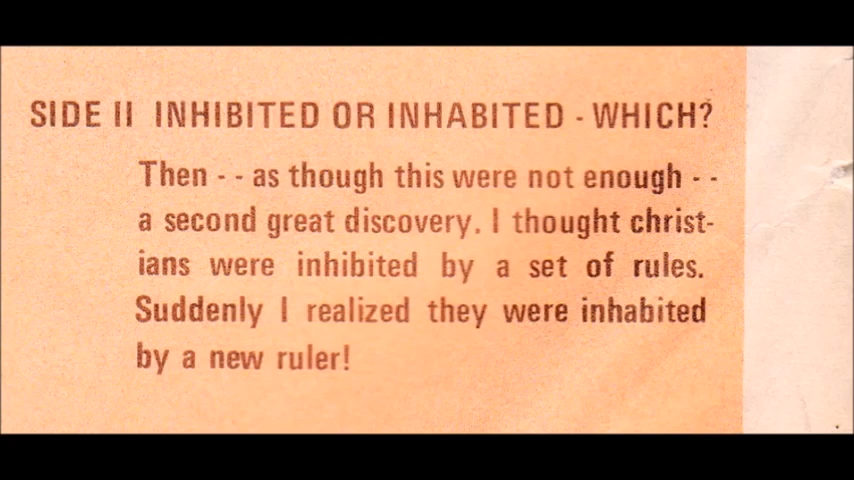 SIDE II INHIBITED OR INHABITED - WHICH?
Then -- as though this were not enough --
a second great discovery. I thought christ-
ians were inhibited by a set of rules.
Suddenly I realized they were inhabited
by a new ruler!